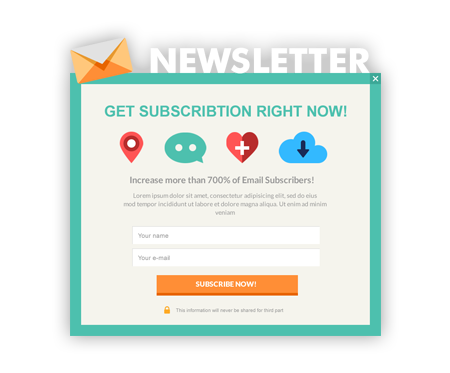 NEWSLETTER
GET SUBSCRIBTION RIGHT NOW!
Increase more than 700% of Email Subscribers!
Lorem ipsum dolor sit amet, consectetur adipisicing elit, sed do eius
mod tempor incididunt ut labore et dolore magna aliqua. Ut enim ad minim
veniam
Your name
Your e-mail
SUBSCRIBE NOW!
This information will never be shared for third part